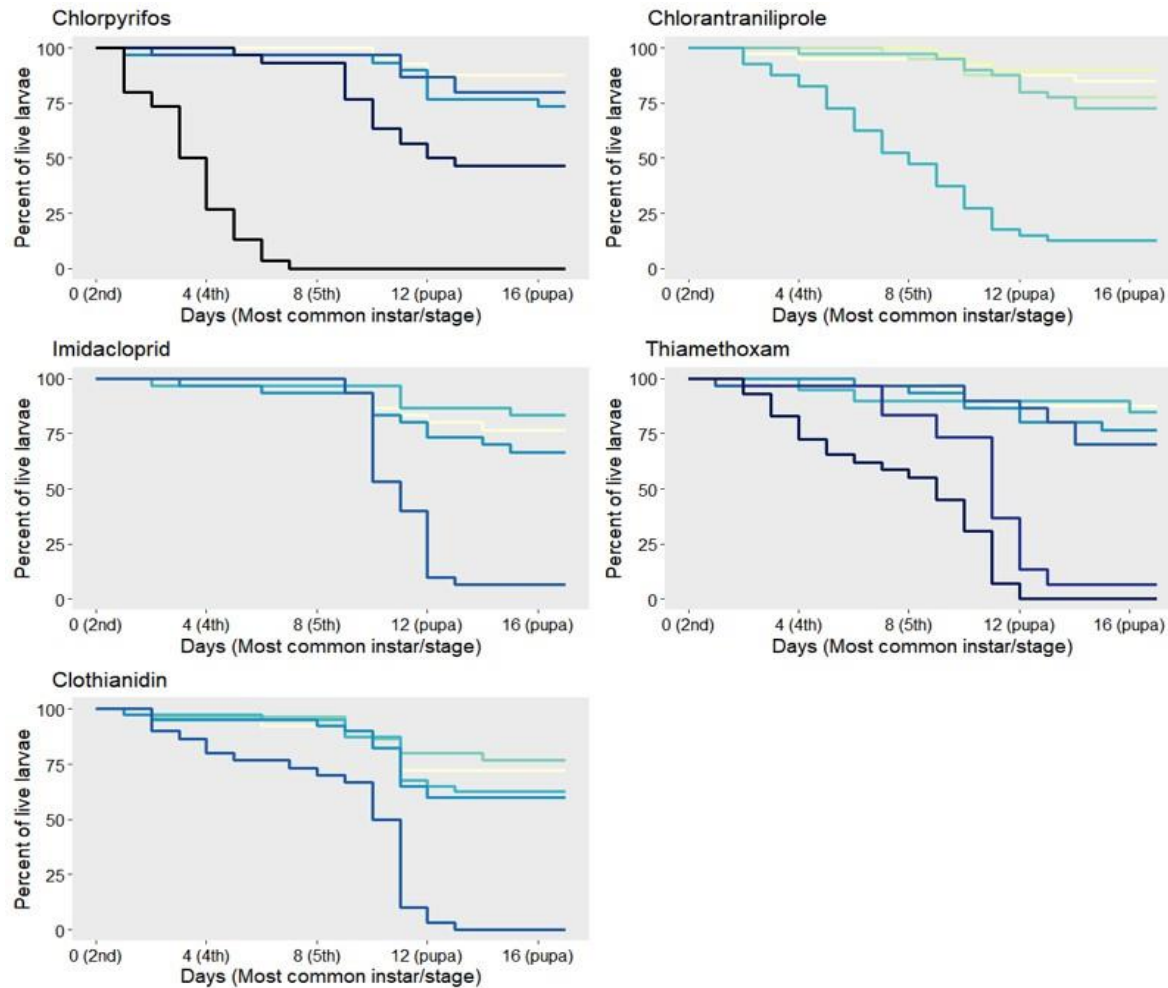 Chlorpyrifos
Percent of live larvae
100
75
50
25
0
0 (2nd) 4 (4th) 8 (5th) 12 (pupa) 16 (pupa)
Days (Most common instar/stage)
Chlorantraniliprole
Percent of live larvae
100
75
50
25
0
0 (2nd) 4 (4th) 8 (5th) 12 (pupa) 16 (pupa)
Days (Most common instar/stage)
Imidacloprid
Percent of live larvae
100
75
50
25
0
0 (2nd) 4 (4th) 8 (5th) 12 (pupa) 16 (pupa)
Days (Most common instar/stage)
Thiamethoxam
Percent of live larvae
100
75
50
25
0
0 (2nd) 4 (4th) 8 (5th) 12 (pupa) 16 (pupa)
Days (Most common instar/stage)
Clothianidin
Percent of live larvae
100
75
50
25
0
0 (2nd) 4 (4th) 8 (5th) 12 (pupa) 16 (pupa)
Days (Most common instar/stage)